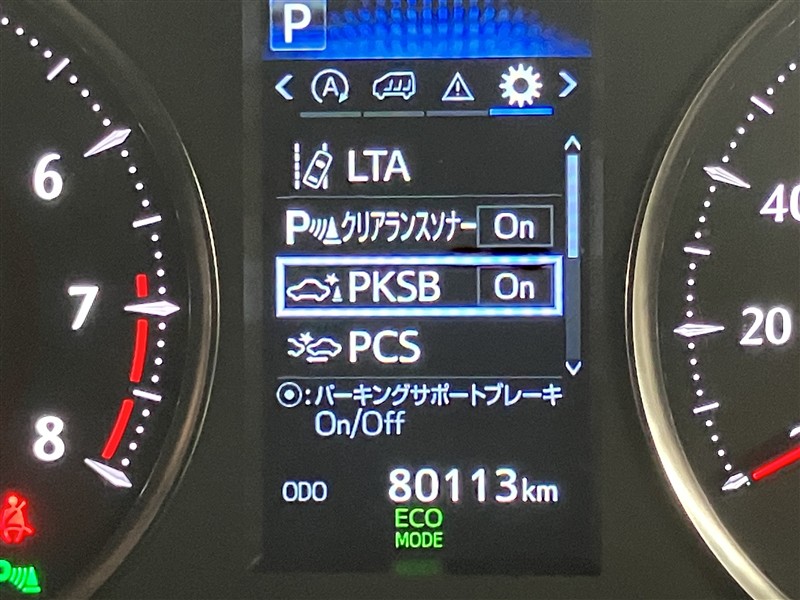 P
A
LTA
P クリアランスソナー On
PKSB On
PCS
: パーキングサポートブレーキ
On/Off
ODO 80113km
ECO
MODE
6
7
8
40
20
P